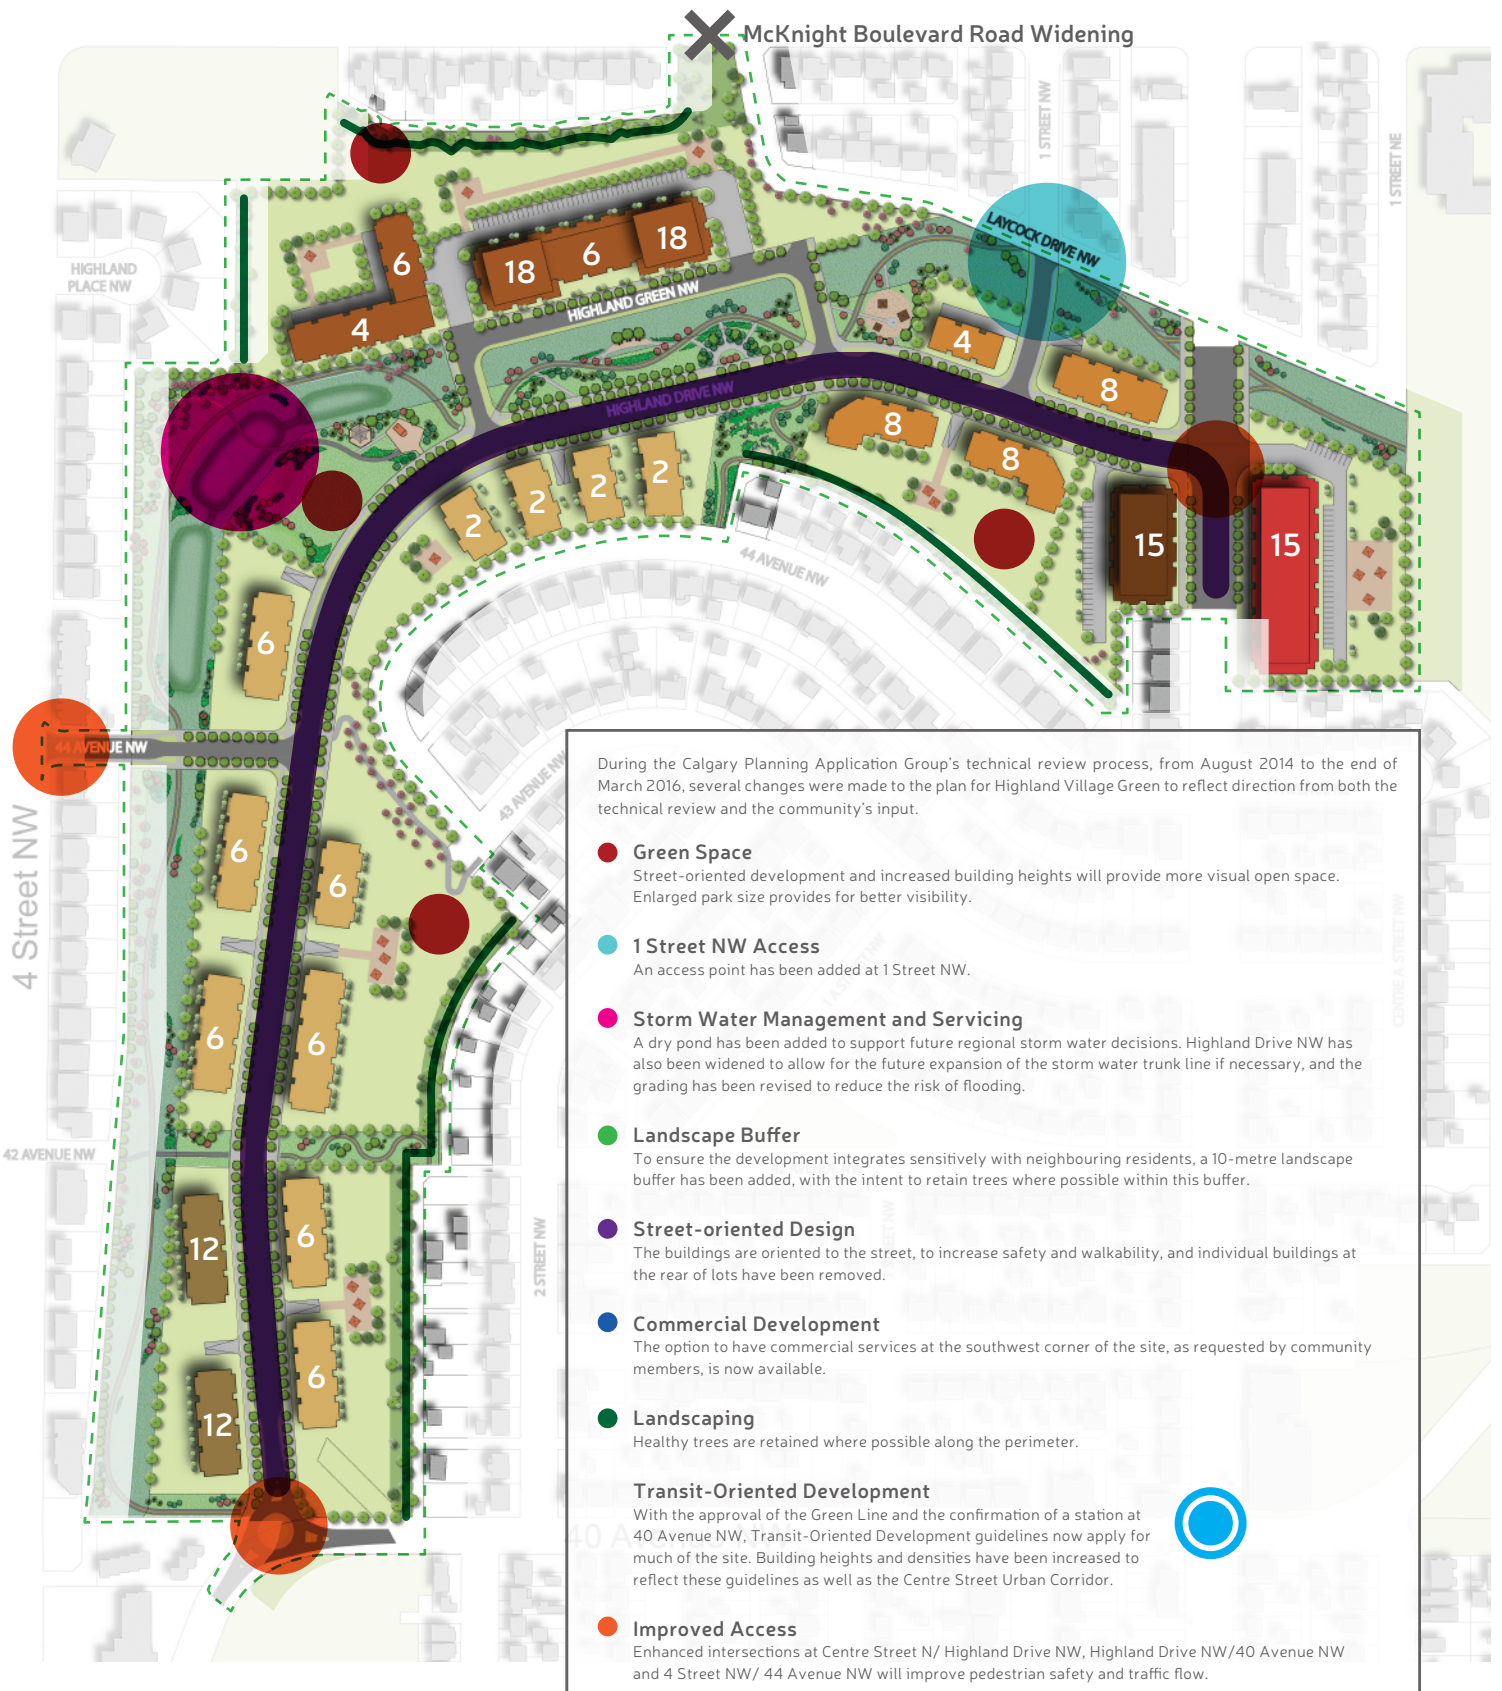 McKnight Boulevard Road Widening
1 STREET NW
1 STREET NE
LAYCOCK DRIVE NW
HIGHLAND
PLACE NW
6
18
6
18
4
HIGHLAND GREEN NW
4
8
HIGHLAND DRIVE NW
8
8
2
2
2
2
15
15
44 AVENUE NW
6
44 AVENUE NW
4 Street NW
43 AVENUE NW
6
6
6
6
42 AVENUE NW
12
6
2 STREET NW
6
12
During the Calgary Planning Application Group's technical review process, from August 2014 to the end of
March 2016, several changes were made to the plan for Highland Village Green to reflect direction from both the
technical review and the community's input.
Green Space
Street-oriented development and increased building heights will provide more visual open space.
Enlarged park size provides for better visibility.
1 Street NW Access
An access point has been added at 1 Street NW.
1 A STREET NW
CENTRE A STREET NW
Storm Water Management and Servicing
A dry pond has been added to support future regional storm water decisions. Highland Drive NW has
also been widened to allow for the future expansion of the storm water trunk line if necessary, and the
grading has been revised to reduce the risk of flooding.
Landscape Buffer
To ensure the development integrates sensitively with neighbouring residents, a 10-metre landscape
buffer has been added, with the intent to retain trees where possible within this buffer.
Street-oriented Design
The buildings are oriented to the street, to increase safety and walkability, and individual buildings at
the rear of lots have been removed.
Commercial Development
The option to have commercial services at the southwest corner of the site, as requested by community
members, is now available.
Landscaping
Healthy trees are retained where possible along the perimeter.
Transit-Oriented Development
With the approval of the Green Line and the confirmation of a station at
40 Avenue NW, Transit-Oriented Development guidelines now apply for
much of the site. Building heights and densities have been increased to
reflect these guidelines as well as the Centre Street Urban Corridor.
40 Avenue NW
Improved Access
Enhanced intersections at Centre Street N/ Highland Drive NW, Highland Drive NW/40 Avenue NW
and 4 Street NW/ 44 Avenue NW will improve pedestrian safety and traffic flow.